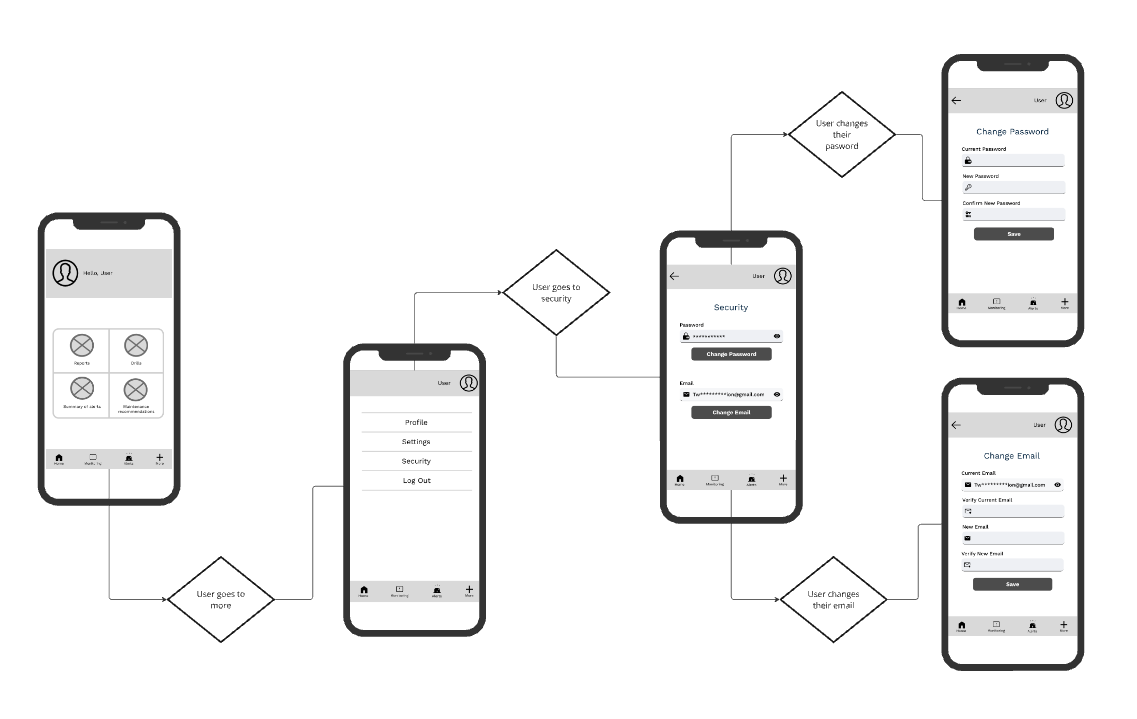 Hello, User
Reports
Drills
Summary of alerts
Maintenance
recommendations
Home
Monitoring
Alerts
More
User goes to
more
User
Profile
Settings
Security
Log Out
Home
Monitoring
Alerts
More
User goes to
security
User
Security
Password
***********
Change Password
Email
Tw*********ion@gmail.com
Change Email
Home
Monitoring
Alerts
More
User changes
their
pasword
User
Change Password
Current Password
New Password
Confirm New Password
Save
Home
Monitoring
Alerts
More
User changes
their email
User
Change Email
Current Email
Tw*********ion@gmail.com
Verify Current Email
New Email
Verify New Email
Save
Home
Monitoring
Alerts
More